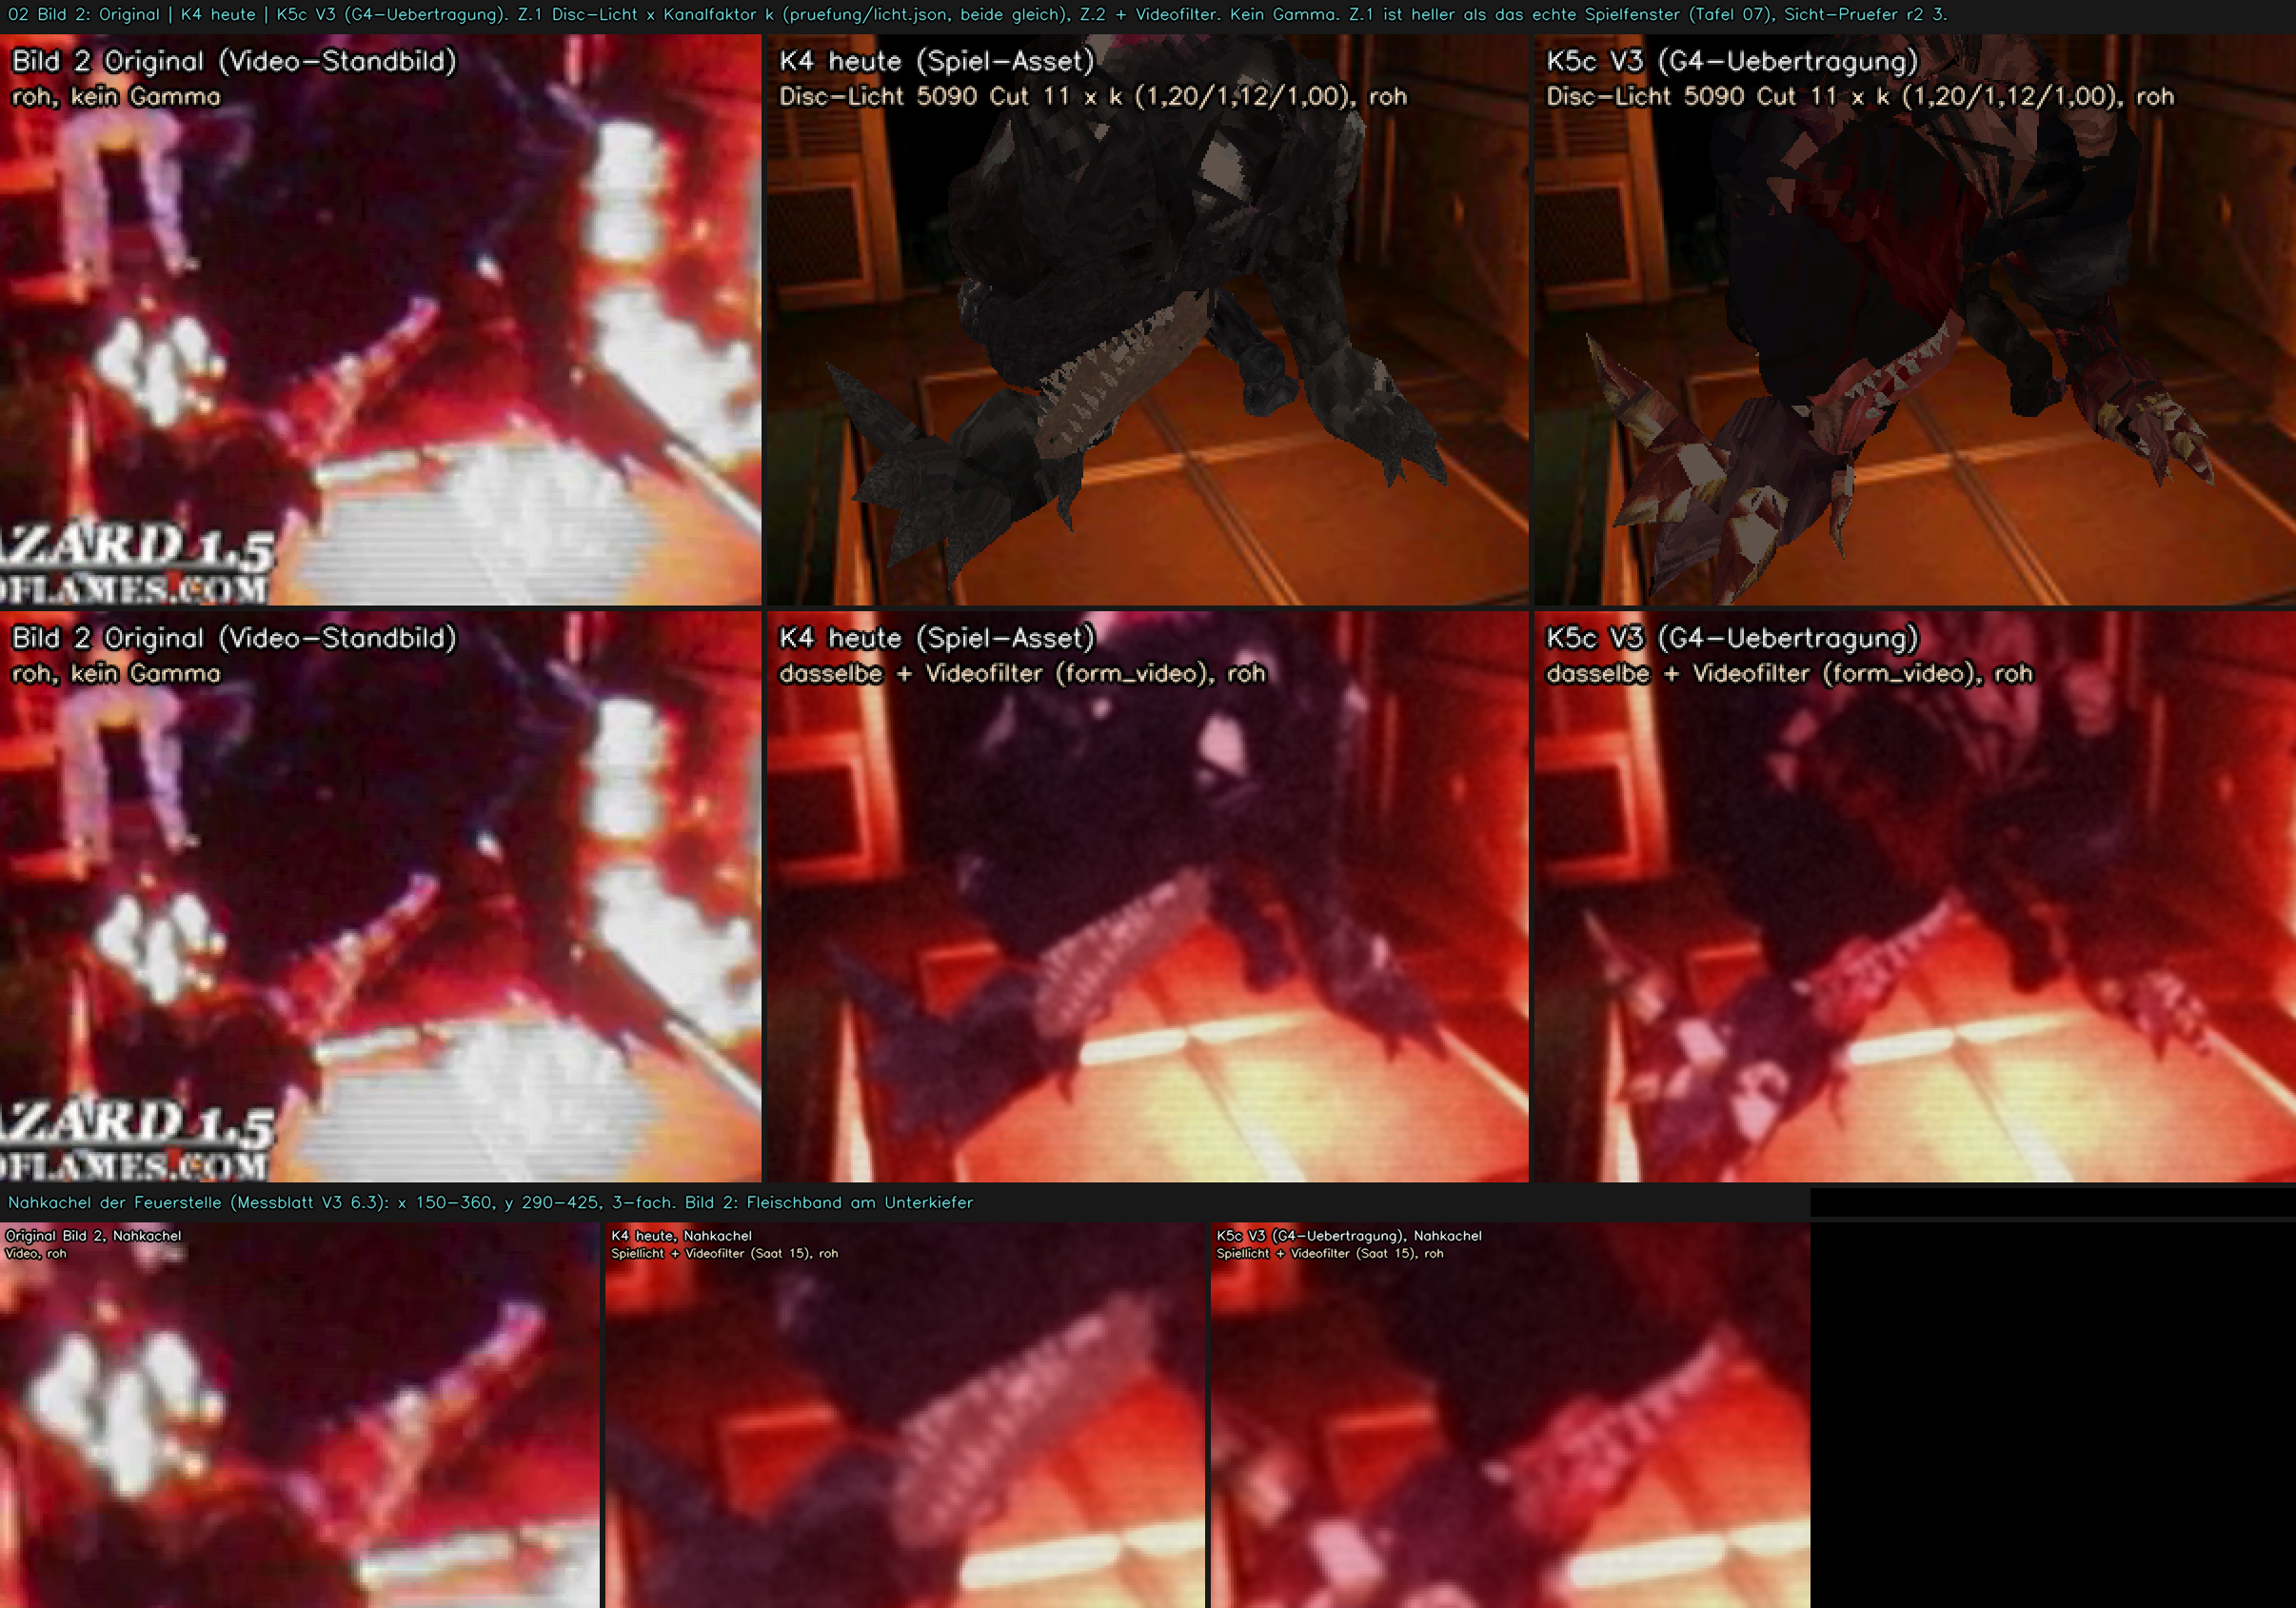 02 Bild 2: Original | K4 heute | K5c V3 (G4-Uebertragung). Z.1 Disc-Licht x Kanalfaktor k (pruefung/licht.json, beide gleich), Z.2 + Videofilter. Kein Gamma. Z.1 ist heller als das echte Spielfenster (Tafel 07), Sicht-Pruefer r2 3.
Bild 2 Original (Video-Standbild)
roh, kein Gamma
K4 heute (Spiel-Asset)
Disc-Licht 5090 Cut 11 x k (1,20/1,12/1,00), roh
K5c V3 (G4-Uebertragung)
Disc-Licht 5090 Cut 11 x k (1,20/1,12/1,00), roh
AZARD 1.5
OFLAMES.COM
Bild 2 Original (Video-Standbild)
roh, kein Gamma
K4 heute (Spiel-Asset)
dasselbe + Videofilter (form_video), roh
K5c V3 (G4-Uebertragung)
dasselbe + Videofilter (form_video), roh
AZARD 1.5
OFLAMES.COM
Nahkachel der Feuerstelle (Messblatt V3 6.3): x 150-360, y 290-425, 3-fach. Bild 2: Fleischband am Unterkiefer
Original Bild 2, Nahkachel
Video, roh
K4 heute, Nahkachel
Spiellicht + Videofilter (Saat 15), roh
K5c V3 (G4-Uebertragung), Nahkachel
Spiellicht + Videofilter (Saat 15), roh